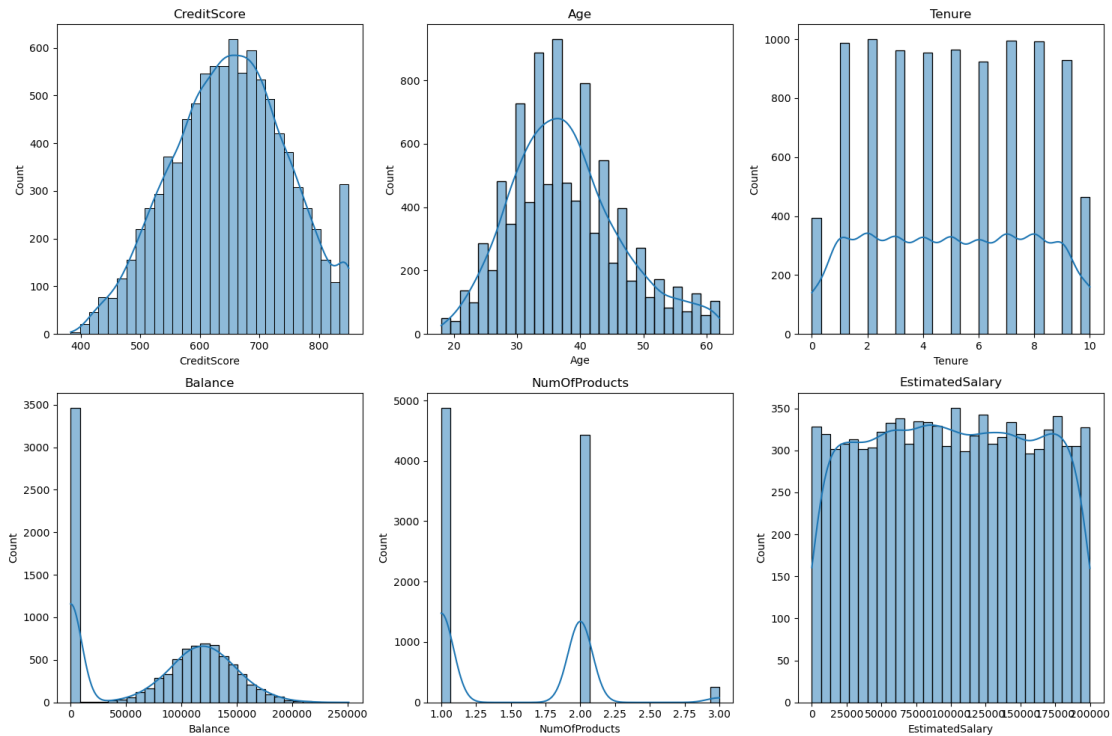 CreditScore
Count
600
500
400
300
200
100
0
400 500 600 700 800
CreditScore
Age
Count
800
600
400
200
0
20 30 40 50 60
Age
Tenure
Count
1000
800
600
400
200
0
0 2 4 6 8 10
Tenure
Balance
Count
3500
3000
2500
2000
1500
1000
500
0
0 50000 100000 150000 200000 250000
Balance
NumOfProducts
Count
5000
4000
3000
2000
1000
0
1.00 1.25 1.50 1.75 2.00 2.25 2.50 2.75 3.00
NumOfProducts
EstimatedSalary
Count
350
300
250
200
150
100
50
0
0 25000 50000 75000 100000 125000 150000 175000 200000
EstimatedSalary